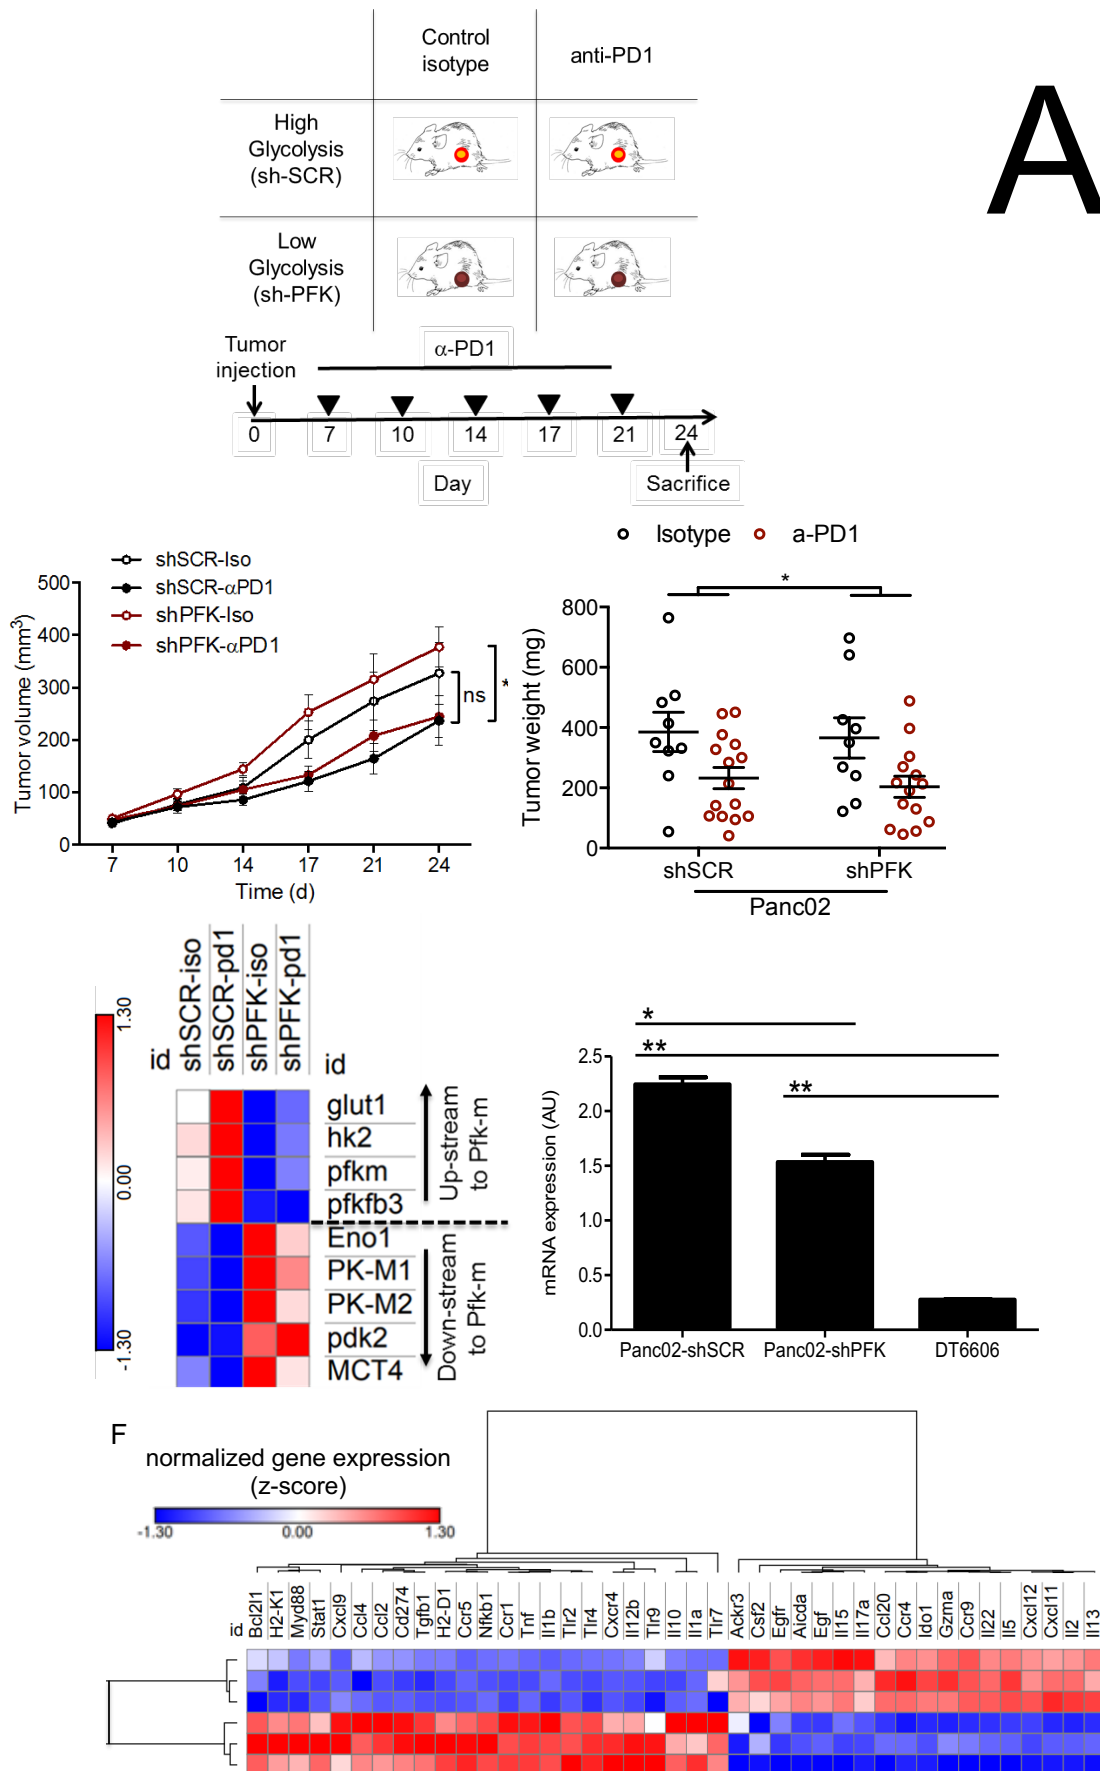 A
Control
isotype
anti-PD1
High
Glycolysis
(sh-SCR)
Low
Glycolysis
(sh-PFK)
Tumor
injection
α-PD1
0 7 10 14 17 21 24
Day
Sacrifice
shSCR-Iso
shSCR-αPD1
shPFK-Iso
shPFK-αPD1
Tumor volume (mm³)
500
400
300
200
100
0
7 10 14 17 21 24
Time (d)
ns
*
Isotype a-PD1
*
Tumor weight (mg)
800
600
400
200
0
shSCR shPFK
Panc02
1.30
0.00
-1.30
id
shSCR-iso
shSCR-pd1
shPFK-iso
shPFK-pd1
id
glut1
hk2
pfkm
pfkfb3
Eno1
PK-M1
PK-M2
pdk2
MCT4
Up-stream
to Pfk-m
Down-stream
to Pfk-m
*
**
**
mRNA expression (AU)
2.5
2.0
1.5
1.0
0.5
0.0
Panc02-shSCR Panc02-shPFK DT6606
F
normalized gene expression
(z-score)
-1.30 0.00 1.30
id
Bcl2l1
H2-K1
Myd88
Stat1
Cxcl9
Ccl4
Ccl2
Cd274
Tgfb1
H2-D1
Ccr5
Nfkb1
Ccr1
Tnf
Il1b
Tlr2
Tlr4
Cxcr4
Il12b
Tlr9
Il10
Il1a
Tlr7
Ackr3
Csf2
Egfr
Aicda
Egf
Il15
Il17a
Ccl20
Ccr4
Ido1
Gzma
Ccr9
Il22
Il5
Cxcl12
Cxcl11
Il2
Il13